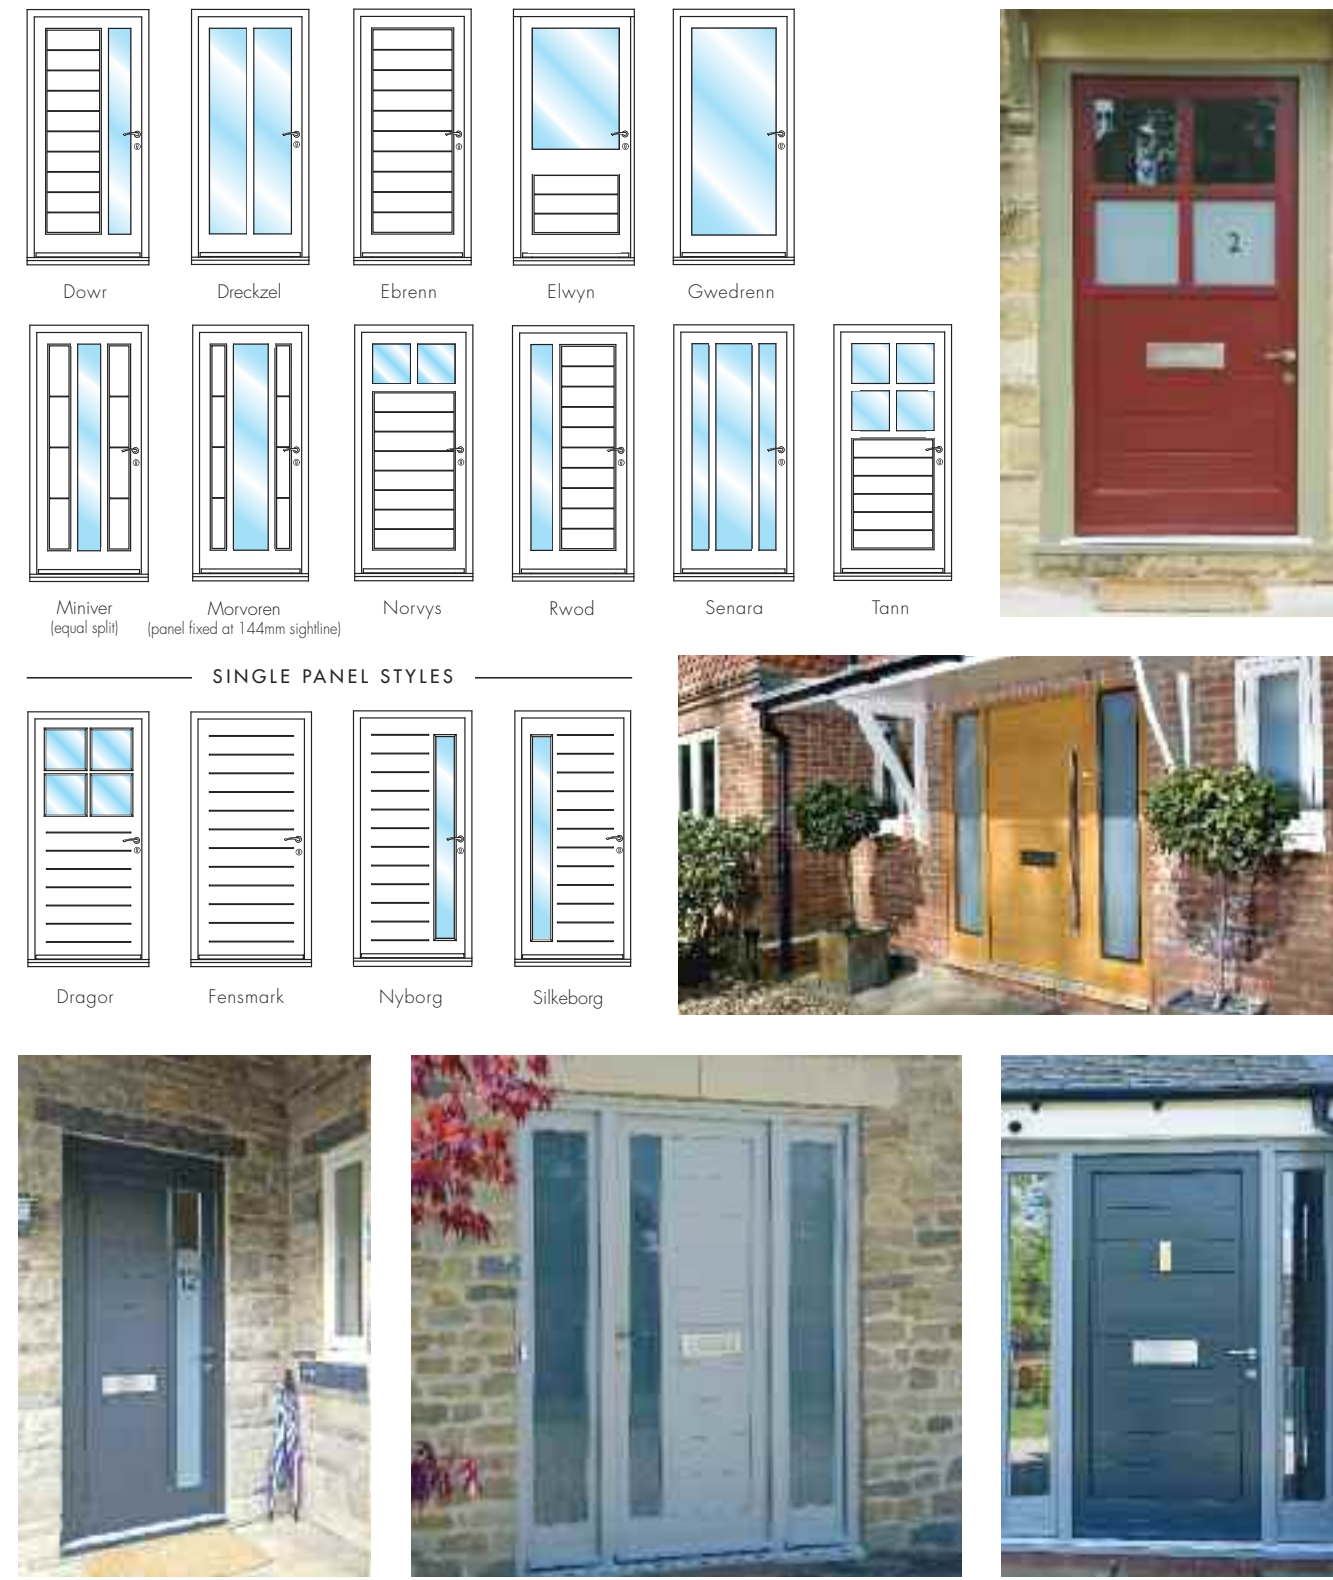 Dowr
Dreckzel
Ebrenn
Elwyn
Gwedrenn
Miniver
(equal split)
Morvoren
(panel fixed at 144mm sightline)
Norvys
Rwod
Senara
Tann
2
SINGLE PANEL STYLES
Dragor
Fensmark
Nyborg
Silkeborg
12